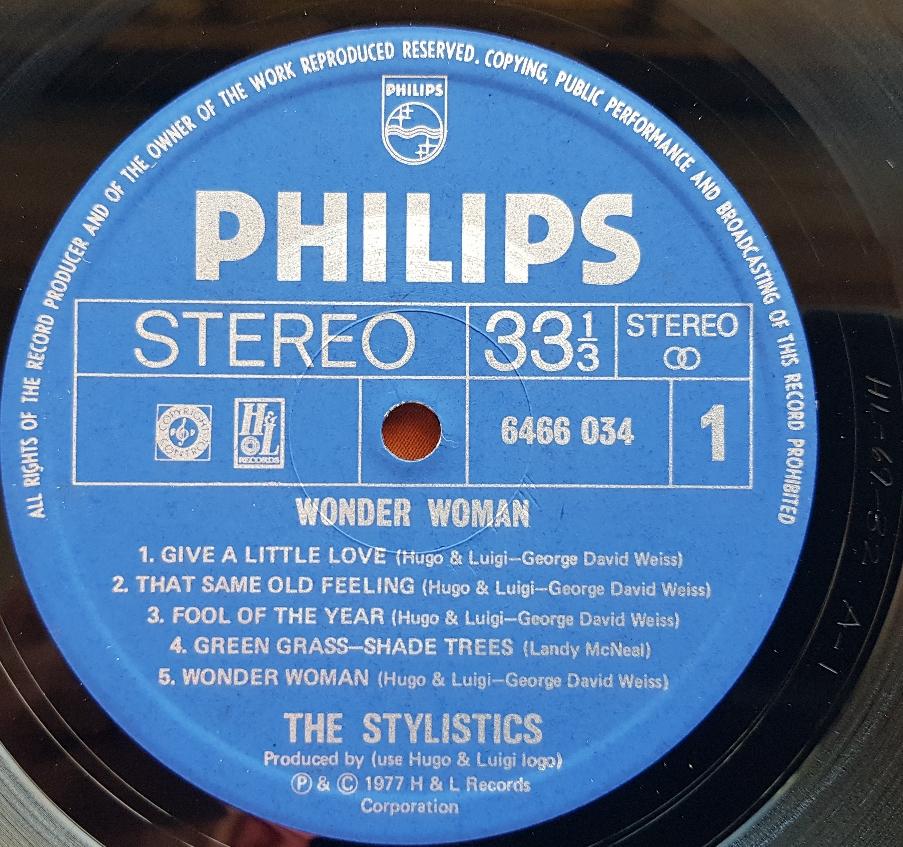 ALL RIGHTS OF THE RECORD PRODUCER AND OF THE OWNER OF THE WORK REPRODUCED RESERVED. COPYING, PUBLIC PERFORMANCE AND BROADCASTING OF THIS RECORD PROHIBITED
PHILIPS
PHILIPS
STEREO 33 1/3 STEREO
COPYRIGHT CONTROL H&L RECORDS 6466 034 1
WONDER WOMAN
1. GIVE A LITTLE LOVE (Hugo & Luigi—George David Weiss)
2. THAT SAME OLD FEELING (Hugo & Luigi—George David Weiss)
3. FOOL OF THE YEAR (Hugo & Luigi—George David Weiss)
4. GREEN GRASS—SHADE TREES (Landy McNeal)
5. WONDER WOMAN (Hugo & Luigi—George David Weiss)
THE STYLISTICS
Produced by (use Hugo & Luigi logo)
Ⓟ & © 1977 H & L Records
Corporation
A-1